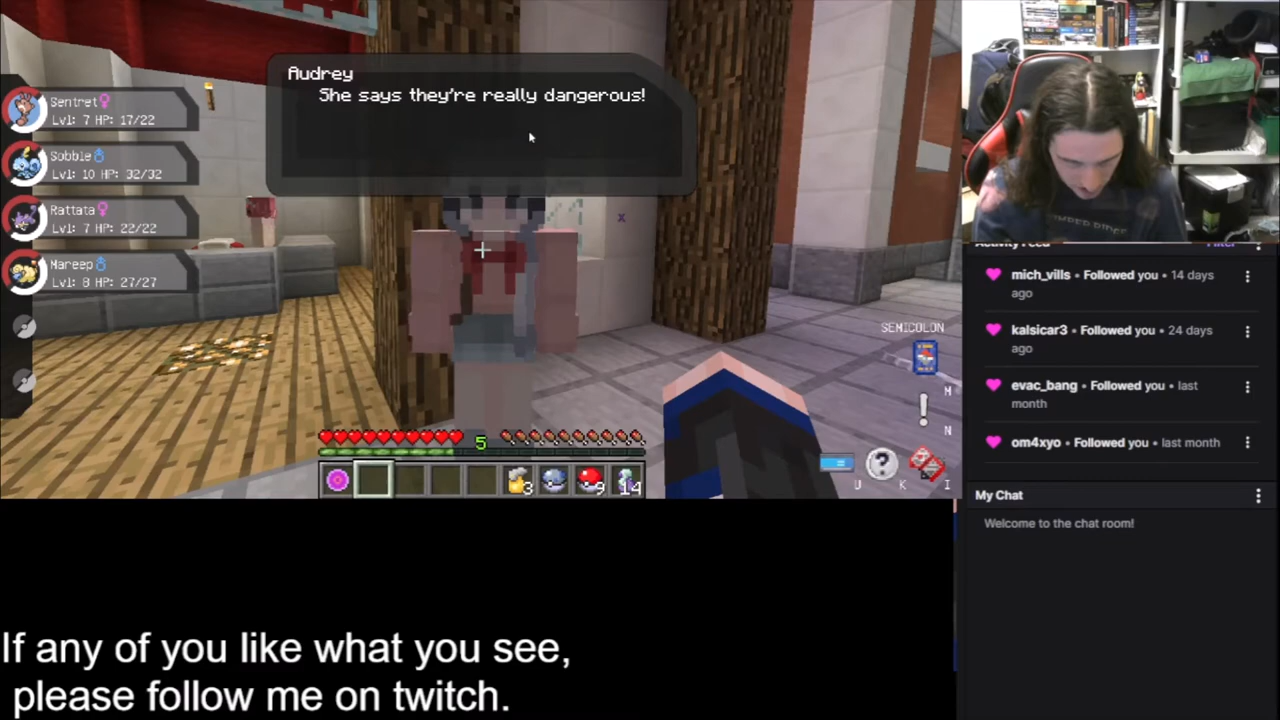 Audrey
She says they're really dangerous!
Sentret♀
Lvl: 7 HP: 17/22
Sobble
Lvl: 10 HP: 32/32
Rattata♀
Lvl: 7 HP: 22/22
Mareep
Lvl: 8 HP: 27/27
x
SEMICOLON
M
N
U K I
5
3 9 14
Activity Feed
Filter
mich_vills • Followed you • 14 days
ago
kalsicar3 • Followed you • 24 days
ago
evac_bang • Followed you • last
month
om4xyo • Followed you • last month
My Chat
Welcome to the chat room!
If any of you like what you see,
please follow me on twitch.